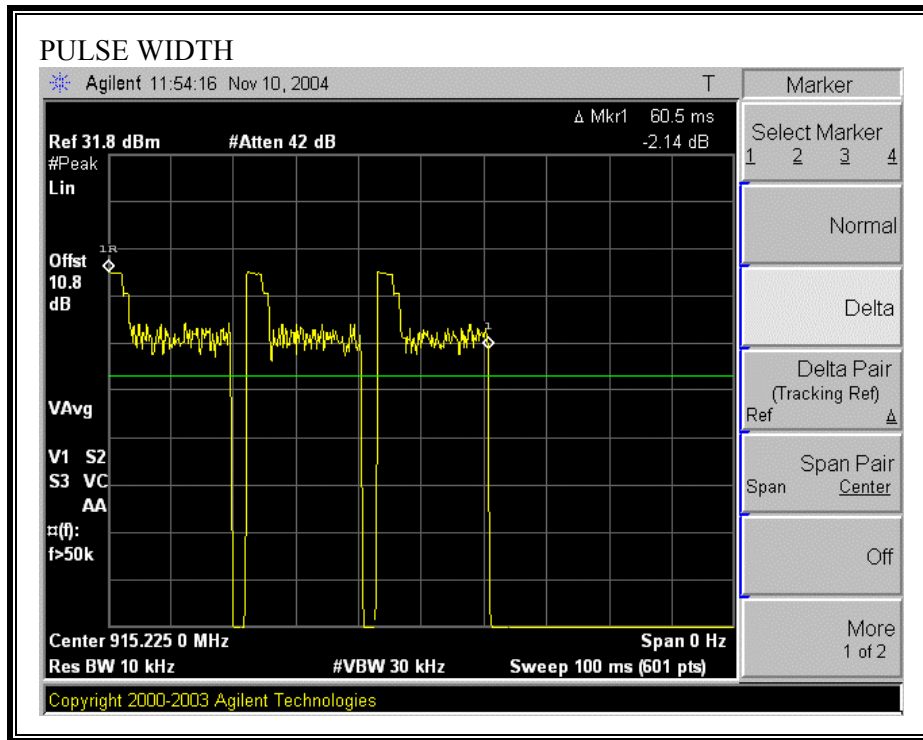 PULSE WIDTH
Agilent 11:54:16 Nov 10, 2004 T
Δ Mkr1 60.5 ms
Ref 31.8 dBm #Atten 42 dB -2.14 dB
#Peak
Lin
1R
Offst
10.8
dB
1
VAvg
V1 S2
S3 VC
AA
¤(f):
f>50k
Center 915.225 0 MHz Span 0 Hz
Res BW 10 kHz #VBW 30 kHz Sweep 100 ms (601 pts)
Copyright 2000-2003 Agilent Technologies
Marker
Select Marker
1 2 3 4
Normal
Delta
Delta Pair
(Tracking Ref)
Ref Δ
Span Pair
Span Center
Off
More
1 of 2